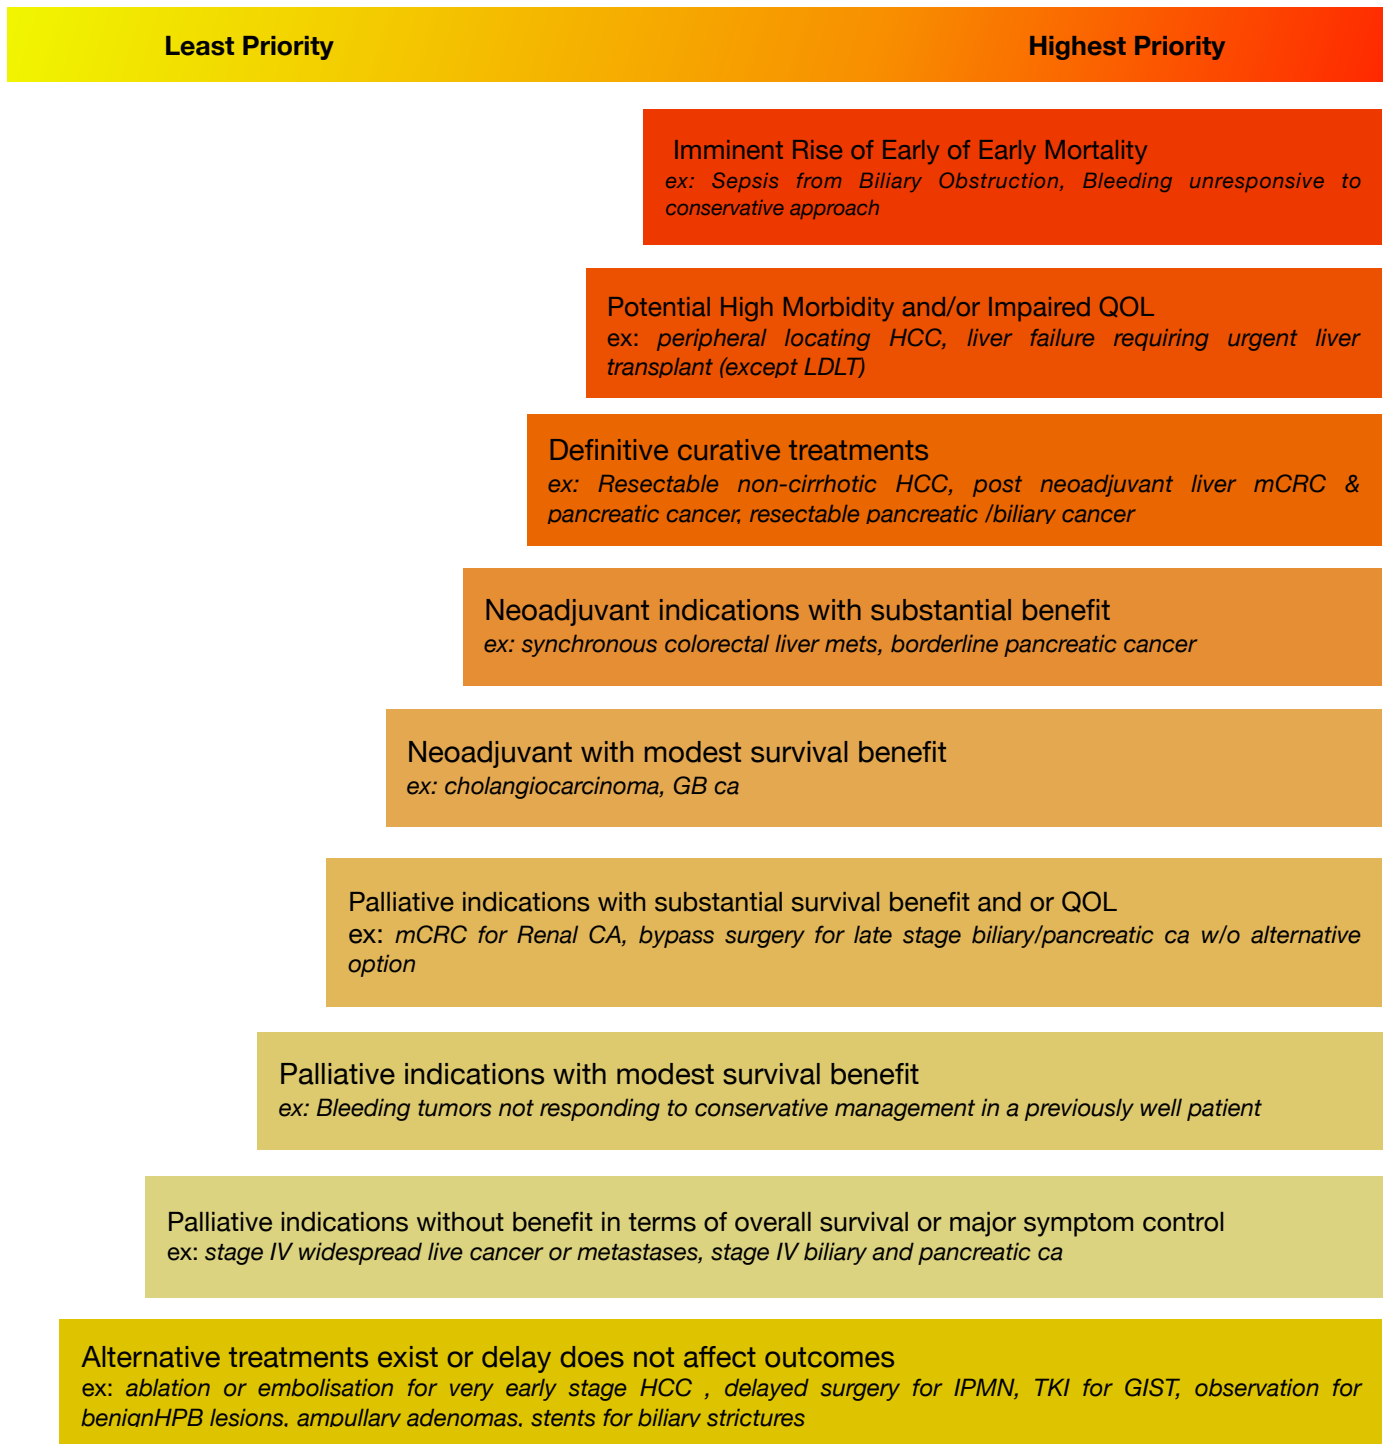 Least Priority
Highest Priority
Imminent Rise of Early of Early Mortality
ex: Sepsis from Biliary Obstruction, Bleeding unresponsive to
conservative approach
Potential High Morbidity and/or Impaired QOL
ex: peripheral locating HCC, liver failure requiring urgent liver
transplant (except LDLT)
Definitive curative treatments
ex: Resectable non-cirrhotic HCC, post neoadjuvant liver mCRC &
pancreatic cancer, resectable pancreatic /biliary cancer
Neoadjuvant indications with substantial benefit
ex: synchronous colorectal liver mets, borderline pancreatic cancer
Neoadjuvant with modest survival benefit
ex: cholangiocarcinoma, GB ca
Palliative indications with substantial survival benefit and or QOL
ex: mCRC for Renal CA, bypass surgery for late stage biliary/pancreatic ca w/o alternative
option
Palliative indications with modest survival benefit
ex: Bleeding tumors not responding to conservative management in a previously well patient
Palliative indications without benefit in terms of overall survival or major symptom control
ex: stage IV widespread live cancer or metastases, stage IV biliary and pancreatic ca
Alternative treatments exist or delay does not affect outcomes
ex: ablation or embolisation for very early stage HCC , delayed surgery for IPMN, TKI for GIST, observation for
benignHPB lesions, ampullary adenomas, stents for biliary strictures